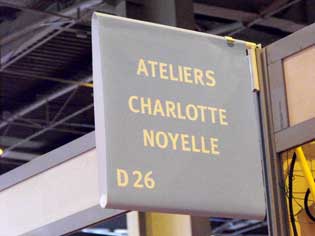 ATELIERS
CHARLOTTE
NOYELLE
D 26